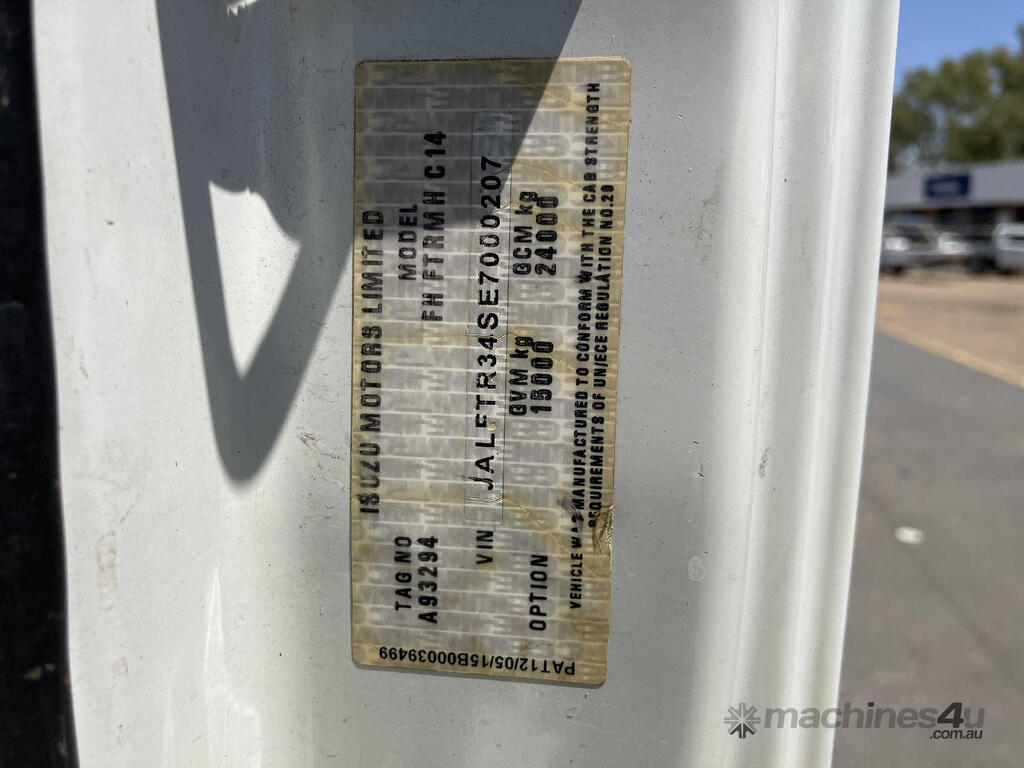 ISUZU MOTORS LIMITED
TAG NO
MODEL
A93294
FH FTRMH C14
VIN
JALFTR34SE7000207
GVM kg
GCM kg
OPTION
15000
24000
VEHICLE WAS MANUFACTURED TO CONFORM WITH THE CAB STRENGTH
REQUIREMENTS OF UN/ECE REGULATION NO.29
PAT112/05/15B00039499
machines4u
.com.au